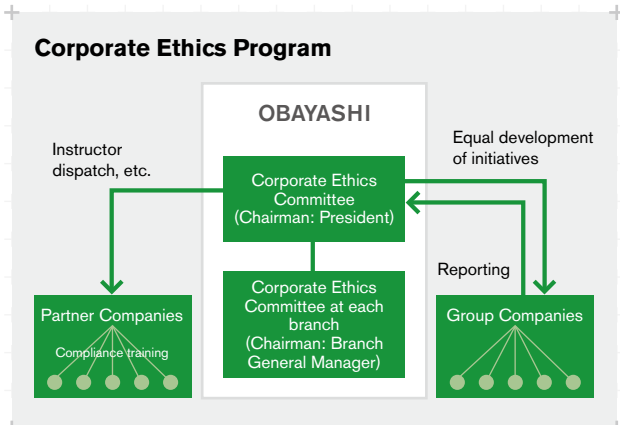 Corporate Ethics Program
OBAYASHI
Instructor
dispatch, etc.
Equal development
of initiatives
Corporate Ethics
Committee
(Chairman: President)
Reporting
Corporate Ethics
Committee at each
branch
(Chairman: Branch
General Manager)
Partner Companies
Compliance training
Group Companies